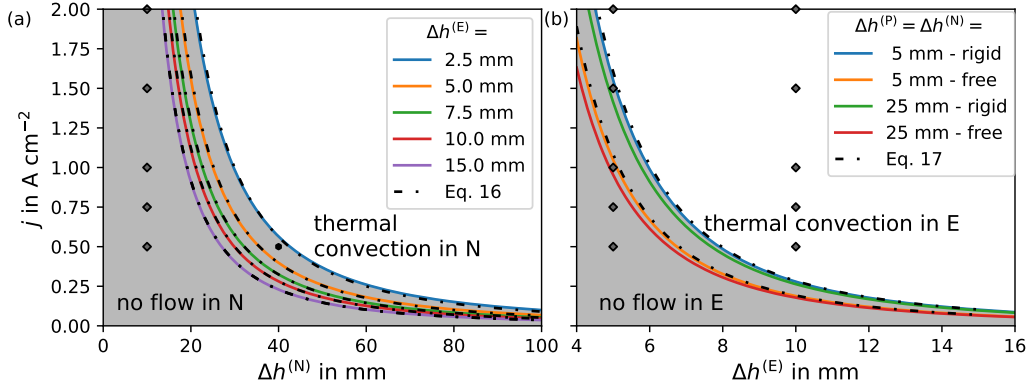 (a)
2.00
1.75
1.50
1.25
1.00
0.75
0.50
0.25
0.00
j in A cm⁻²
Δh⁽ᴱ⁾ =
2.5 mm
5.0 mm
7.5 mm
10.0 mm
15.0 mm
Eq. 16
thermal
convection in N
no flow in N
0 20 40 60 80 100
Δh⁽ᴺ⁾ in mm
(b)
Δh⁽ᴾ⁾ = Δh⁽ᴺ⁾ =
5 mm - rigid
5 mm - free
25 mm - rigid
25 mm - free
Eq. 17
thermal convection in E
no flow in E
4 6 8 10 12 14 16
Δh⁽ᴱ⁾ in mm